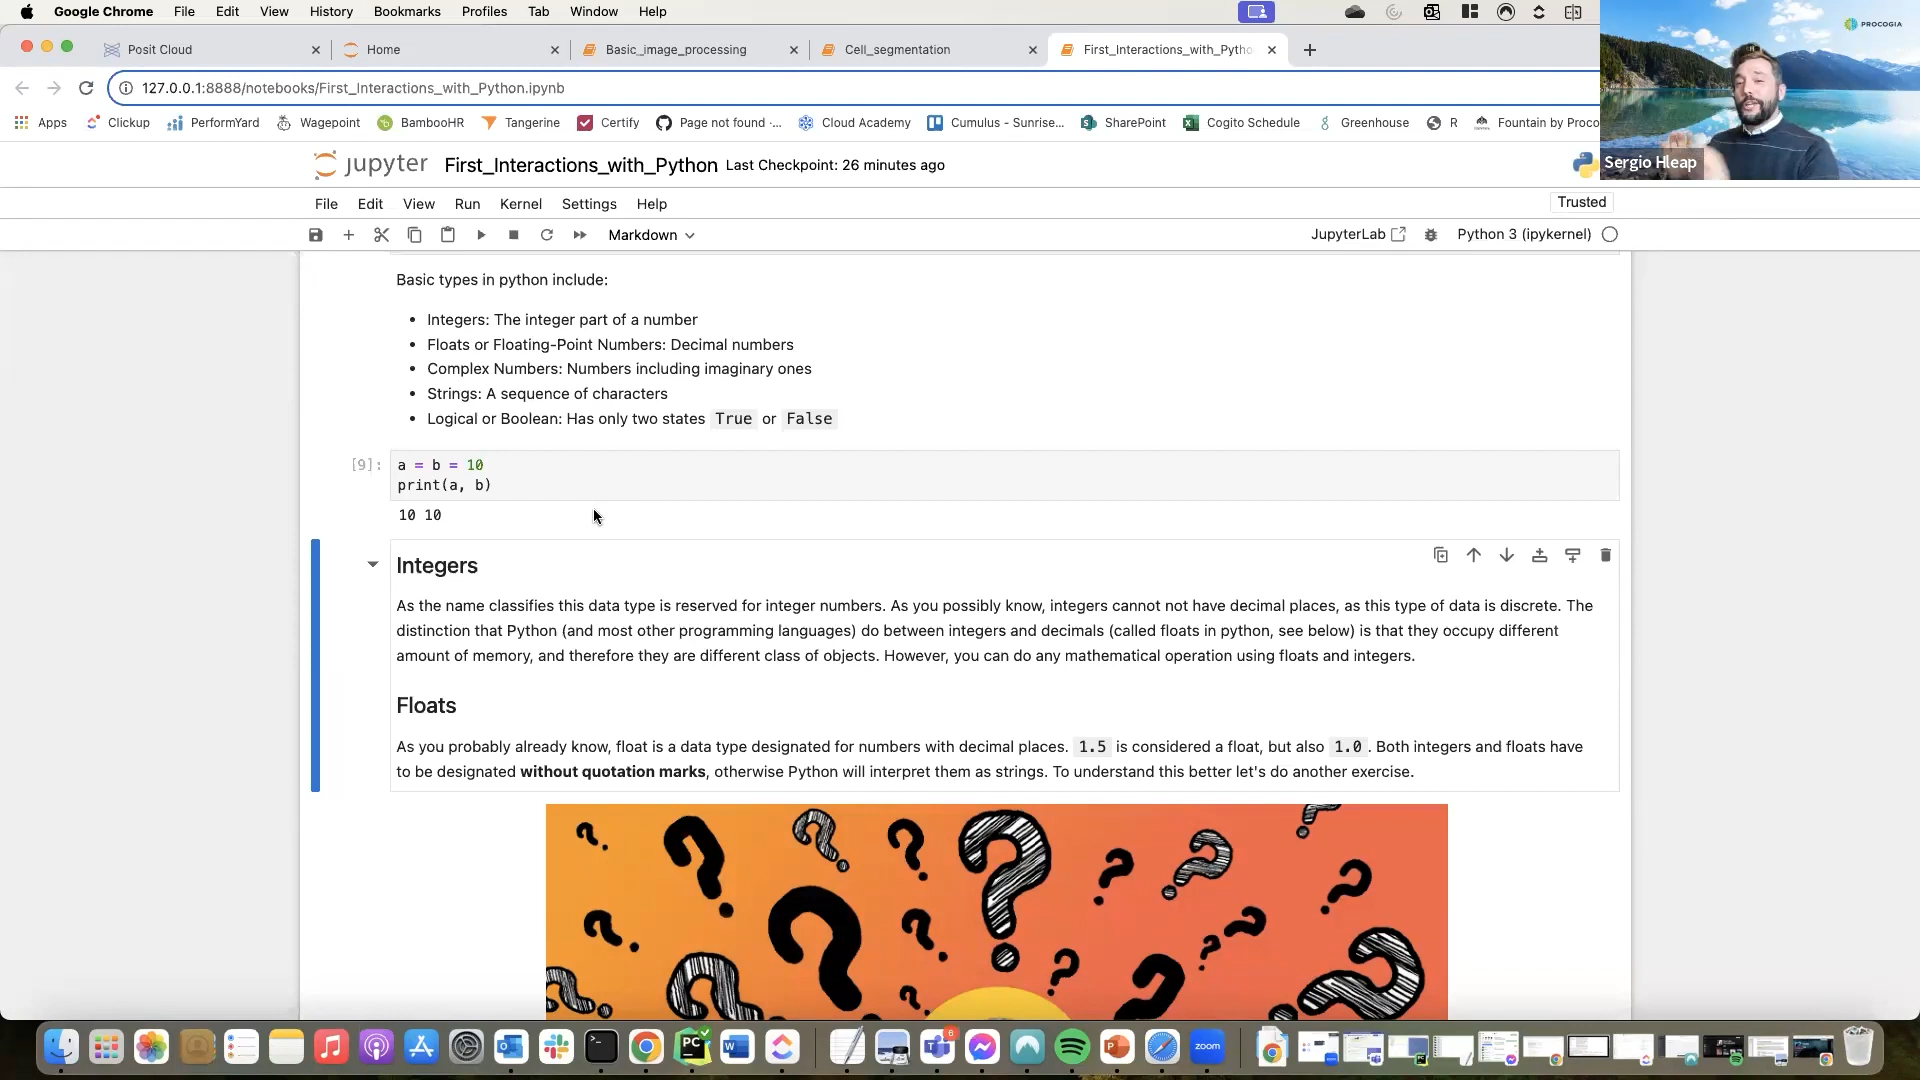 Google Chrome File Edit View History Bookmarks Profiles Tab Window Help
PROCOGIA
Posit Cloud Home Basic_image_processing Cell_segmentation First_Interactions_with_Pytho
127.0.0.1:8888/notebooks/First_Interactions_with_Python.ipynb
Apps Clickup PerformYard Wagepoint BambooHR Tangerine Certify Page not found ·... Cloud Academy Cumulus - Sunrise... SharePoint Cogito Schedule Greenhouse R Fountain by Proco
Sergio Hleap
jupyter First_Interactions_with_Python Last Checkpoint: 26 minutes ago
File Edit View Run Kernel Settings Help
Trusted
Markdown
JupyterLab Python 3 (ipykernel)
Basic types in python include:
• Integers: The integer part of a number
• Floats or Floating-Point Numbers: Decimal numbers
• Complex Numbers: Numbers including imaginary ones
• Strings: A sequence of characters
• Logical or Boolean: Has only two states True or False
[9]: a = b = 10
print(a, b)
10 10
Integers
As the name classifies this data type is reserved for integer numbers. As you possibly know, integers cannot not have decimal places, as this type of data is discrete. The
distinction that Python (and most other programming languages) do between integers and decimals (called floats in python, see below) is that they occupy different
amount of memory, and therefore they are different class of objects. However, you can do any mathematical operation using floats and integers.
Floats
As you probably already know, float is a data type designated for numbers with decimal places. 1.5 is considered a float, but also 1.0. Both integers and floats have
to be designated without quotation marks, otherwise Python will interpret them as strings. To understand this better let's do another exercise.
PC
W
6
P
zoom